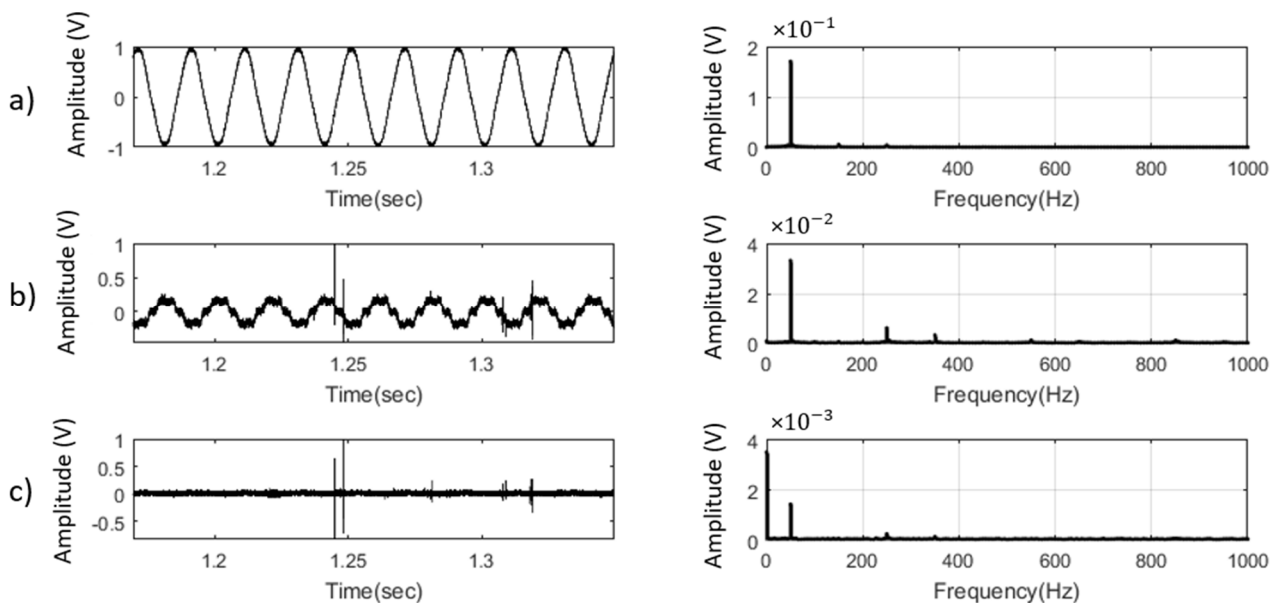 a)
Amplitude (V)
1
0
-1
1.2 1.25 1.3
Time(sec)
×10⁻¹
Amplitude (V)
2
1
0
0 200 400 600 800 1000
Frequency(Hz)
b)
Amplitude (V)
1
0.5
0
1.2 1.25 1.3
Time(sec)
×10⁻²
Amplitude (V)
4
2
0
0 200 400 600 800 1000
Frequency(Hz)
c)
Amplitude (V)
1
0.5
0
-0.5
1.2 1.25 1.3
Time(sec)
×10⁻³
Amplitude (V)
4
2
0
0 200 400 600 800 1000
Frequency(Hz)